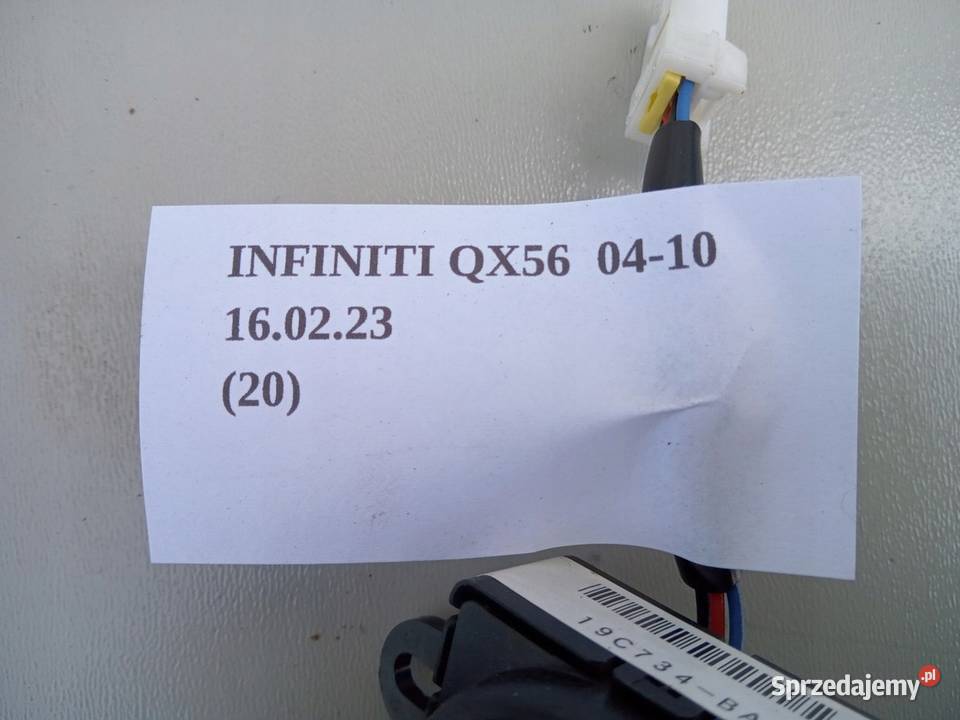 INFINITI QX56 04-10
16.02.23
(20)
19C734-BA
Sprzedajemy.pl